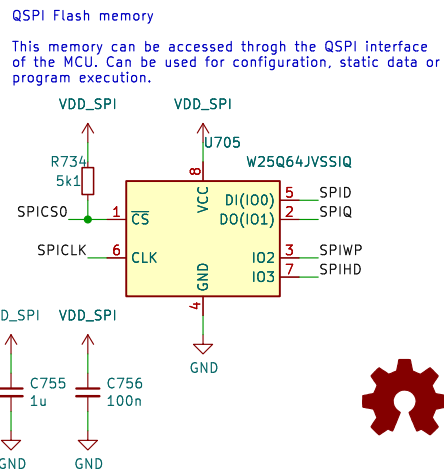 QSPI Flash memory
This memory can be accessed throgh the QSPI interface
of the MCU. Can be used for configuration, static data or
program execution.
VDD_SPI VDD_SPI
U705
R734 W25Q64JVSSIQ
5k1
8
VCC
DI(IO0) 5 SPID
SPICS0 1 CS DO(IO1) 2 SPIQ
SPICLK 6 CLK IO2 3 SPIWP
IO3 7 SPIHD
GND
4
GND
D_SPI VDD_SPI
C755 C756
1u 100n
GND GND